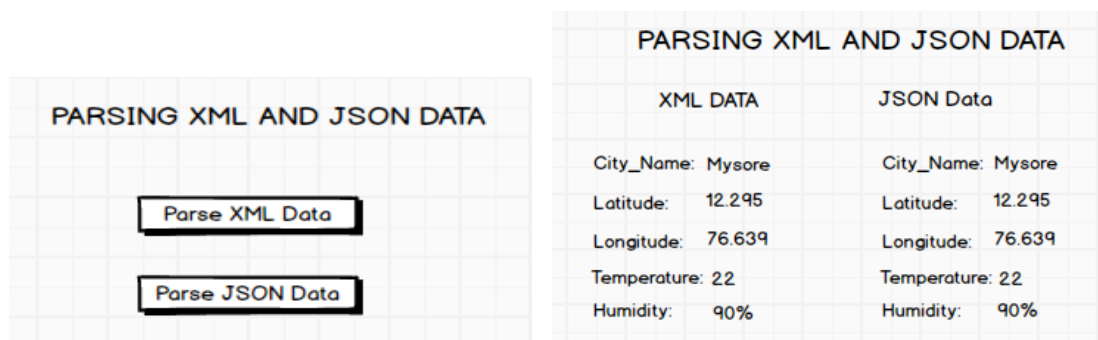 PARSING XML AND JSON DATA
Parse XML Data
Parse JSON Data
PARSING XML AND JSON DATA
XML DATA JSON Data
City_Name: Mysore City_Name: Mysore
Latitude: 12.295 Latitude: 12.295
Longitude: 76.639 Longitude: 76.639
Temperature: 22 Temperature: 22
Humidity: 90% Humidity: 90%